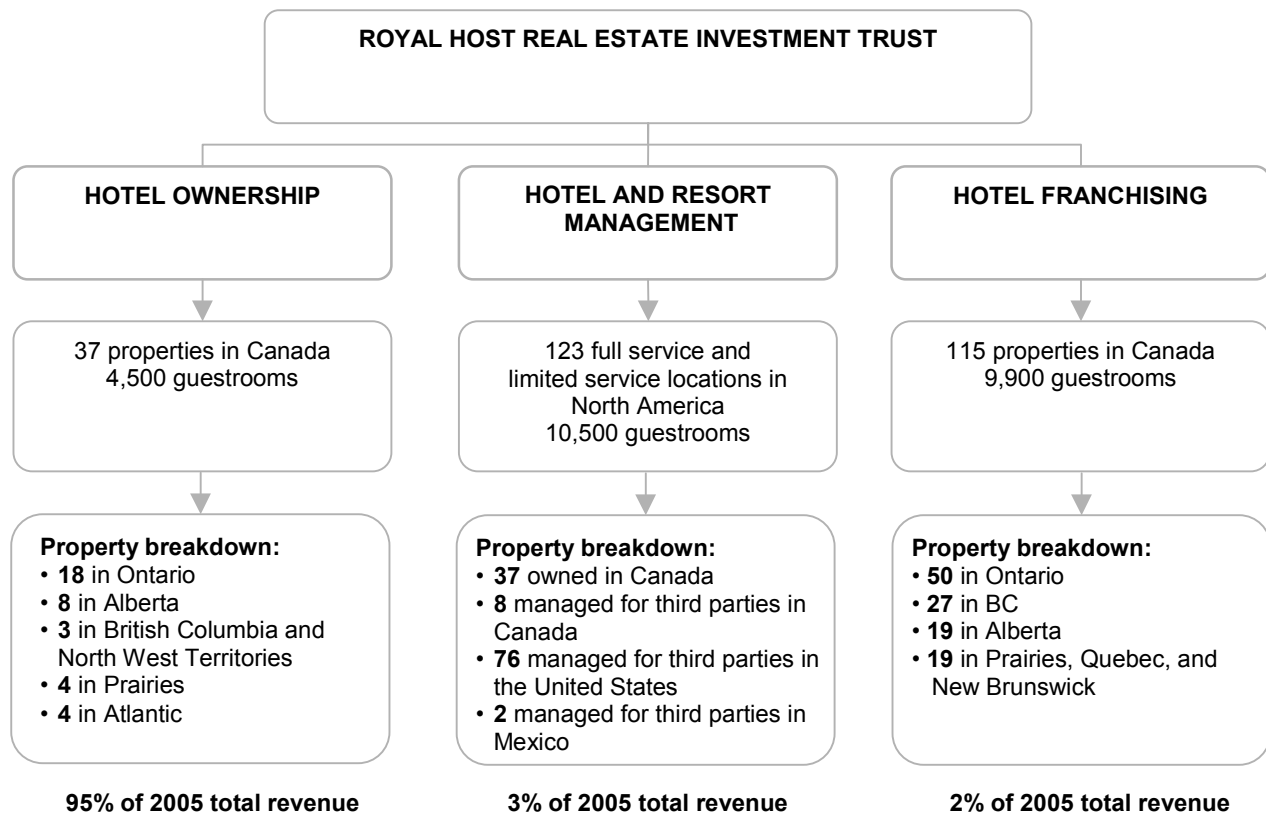 ROYAL HOST REAL ESTATE INVESTMENT TRUST
HOTEL OWNERSHIP
37 properties in Canada
4,500 guestrooms
Property breakdown:
• 18 in Ontario
• 8 in Alberta
• 3 in British Columbia and
North West Territories
• 4 in Prairies
• 4 in Atlantic
95% of 2005 total revenue
HOTEL AND RESORT
MANAGEMENT
123 full service and
limited service locations in
North America
10,500 guestrooms
Property breakdown:
• 37 owned in Canada
• 8 managed for third parties in
Canada
• 76 managed for third parties in
the United States
• 2 managed for third parties in
Mexico
3% of 2005 total revenue
HOTEL FRANCHISING
115 properties in Canada
9,900 guestrooms
Property breakdown:
• 50 in Ontario
• 27 in BC
• 19 in Alberta
• 19 in Prairies, Quebec, and
New Brunswick
2% of 2005 total revenue